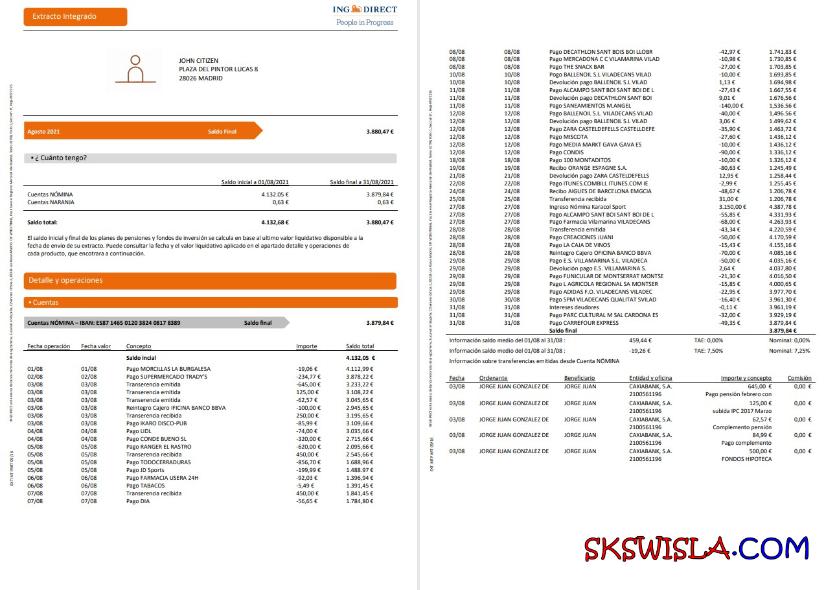 Extracto Integrado
ING DIRECT
People in Progress
JOHN CITIZEN
PLAZA DEL PINTOR LUCAS 8
28026 MADRID
Agosto 2021 Saldo Final 3.880,47 €
• ¿ Cuánto tengo?
Saldo inicial a 01/08/2021 Saldo final a 31/08/2021
Cuentas NÓMINA 4.132,05 € 3.879,84 €
Cuentas NARANJA 0,63 € 0,63 €
Saldo total: 4.132,68 € 3.880,47 €
El saldo inicial y final de los planes de pensiones y fondos de inversión se calcula en base al ultimo valor liquidativo disponible a la
fecha de envio de su extracto. Puede consultar la fecha y el valor liquidativo aplicado en el apartado detalle y operaciones de
cada producto, que encontrora a continuación.
Detalle y operaciones
• Cuentas
Cuentas NÓMINA – IBAN: ES87 1465 0120 3824 0817 8389 Saldo final 3.879,84 €
Fecha operación Fecha valor Concepto Importe Saldo total
Saldo incial 4.132,05 €
01/08 01/08 Pago MORCILLAS LA BURGALESA -19,06 € 4.112,99 €
02/08 02/08 Pago SUPERMERCADO TRADY'S -234,77 € 3.878,22 €
03/08 03/08 Transerencia emitida -645,00 € 3.233,22 €
03/08 03/08 Transerencia emitida -125,00 € 3.108,22 €
03/08 03/08 Transerencia emitida -62,57 € 3.045,65 €
03/08 03/08 Reintegro Cajero OFICINA BANCO BBVA -100,00 € 2.945,65 €
03/08 03/08 Transerencia recibida 250,00 € 3.195,65 €
03/08 03/08 Pago IKARO DISCO-PUB -85,99 € 3.109,66 €
04/08 04/08 Pago LIDL -74,00 € 3.035,66 €
04/08 04/08 Pago CONDE BUENO SL -320,00 € 2.715,66 €
04/08 04/08 Pago RANGER EL RASTRO -620,00 € 2.095,66 €
05/08 05/08 Transerencia recibida 450,00 € 2.545,66 €
05/08 05/08 Pago TODOCERRADURAS -856,70 € 1.688,96 €
05/08 05/08 Pago JD Sports -199,99 € 1.488,97 €
06/08 06/08 Pago FARMACIA USERA 24H -92,03 € 1.396,94 €
06/08 06/08 Pago TABACOS -5,49 € 1.391,45 €
07/08 07/08 Transerencia recibida 450,00 € 1.841,45 €
07/08 07/08 Pago DIA -56,65 € 1.784,80 €
08/08 08/08 Pago DECATHLON SANT BOIS BOI LLOBR -42,97 € 1.741,83 €
08/08 08/08 Pago MERCADONA C C VILAMARINA VILAD -10,98 € 1.730,85 €
08/08 08/08 Pago THE SNACK BAR -27,00 € 1.703,85 €
10/08 10/08 Pago BALLENOIL S.L VILADECANS VILAD -10,00 € 1.693,85 €
10/08 10/08 Devolución pago BALLENOIL S.L VILAD 1,13 € 1.694,98 €
11/08 11/08 Pago ALCAMPO SANT BOI SANT BOI DE L -27,43 € 1.667,55 €
11/08 11/08 Devolución pago DECATHLON SANT BOI 9,01 € 1.676,56 €
11/08 11/08 Pago SANEAMIENTOS M.ANGEL -140,00 € 1.536,56 €
12/08 12/08 Pago BALLENOIL S.L VILADECANS VILAD -40,00 € 1.496,56 €
12/08 12/08 Devolución pago BALLENOIL S.L VILAD 3,06 € 1.499,62 €
12/08 12/08 Pago ZARA CASTELDEFELLS CASTELLDEFE -35,90 € 1.463,72 €
16/08 16/08 Pago MISCOTA -27,60 € 1.436,12 €
17/08 17/08 Pago MEDIA MARKT GAVA GAVA ES -10,00 € 1.436,12 €
12/08 12/08 Pago CONDIS -90,00 € 1.336,12 €
18/08 18/08 Pago 100 MONTADITOS -10,00 € 1.326,12 €
19/08 19/08 Recibo ORANGE ESPAGNE S.A. -80,63 € 1.245,49 €
21/08 21/08 Devolución pago ZARA CASTELDEFELLS 12,95 € 1.258,44 €
22/08 22/08 Pago ITUNES.COMBILL ITUNES.COM IE -2,99 € 1.255,45 €
24/08 24/08 Recibo AIGUES DE BARCELONA EMGCIA -48,67 € 1.206,78 €
25/08 25/08 Transferencia recibida 31,00 € 1.206,78 €
27/08 27/08 Ingreso Nómina Karacol Sport 3.150,00 € 4.387,78 €
27/08 27/08 Pago ALCAMPO SANT BOI SANT BOI DE L -55,85 € 4.331,93 €
27/08 27/08 Pago Farmacia Vilamarina VILADECANS -68,00 € 4.263,93 €
28/08 28/08 Transferencia emitida -43,34 € 4.220,59 €
28/08 28/08 Pago CREACIONES JUANI -50,00 € 4.170,59 €
28/08 28/08 Pago LA CAJA DE VINOS -15,43 € 4.155,16 €
28/08 28/08 Reintegro Cajero OFICINA BANCO BBVA -70,00 € 4.085,16 €
29/08 29/08 Pago E.S. VILLAMARINA S.L. VILADECA -50,00 € 4.035,16 €
29/08 29/08 Devolución pago E.S. VILLAMARINA S. 2,64 € 4.037,80 €
29/08 29/08 Pago FUNICULAR DE MONTSERRAT MONTSE -21,30 € 4.016,50 €
29/08 29/08 Pago L AGRICOLA REGIONAL SA MONTSER -15,85 € 4.000,65 €
29/08 29/08 Pago ADIDAS F.O. VILADECANS VILADEC -22,95 € 3.977,70 €
30/08 30/08 Pago SPM VILADECANS QUALITAT SVILAD -16,40 € 3.961,30 €
31/08 31/08 Intereses deudores -0,11 € 3.961,19 €
31/08 31/08 Pago PARC CULTURAL M SAL CARDONA ES -32,00 € 3.929,19 €
31/08 31/08 Pago CARREFOUR EXPRESS -49,35 € 3.879,84 €
Saldo final 3.879,84 €
Información saldo medio del 01/08 al 31/08 : 459,44 € TAE: 0,00% Nominal: 0,00%
Información saldo medio del 01/08 al 31/08 : -19,26 € TAE: 7,50% Nominal: 7,25%
Información sobre transferencias emitidas desde Cuenta NÓMINA
Fecha Ordenante Beneficiario Entidad y oficina Importe y concepto Comisión
03/08 JORGE JUAN GONZALEZ DE JORGE JUAN CAXIABANK, S.A. 645,00 € 0,00 €
2100561196 Pago pensión febrero con
03/08 JORGE JUAN GONZALEZ DE JORGE JUAN CAXIABANK, S.A. 125,00 € 0,00 €
2100561196 subida IPC 2017 Marzo
03/08 JORGE JUAN GONZALEZ DE JORGE JUAN CAXIABANK, S.A. 62,57 € 0,00 €
2100561196 Complemento pensión
03/08 JORGE JUAN GONZALEZ DE JORGE JUAN CAXIABANK, S.A. 84,99 € 0,00 €
2100561196 Pago complemento
03/08 JORGE JUAN GONZALEZ DE JORGE JUAN CAXIABANK, S.A. 500,00 € 0,00 €
2100561196 FONDOS HIPOTECA
SKSWISLA.COM